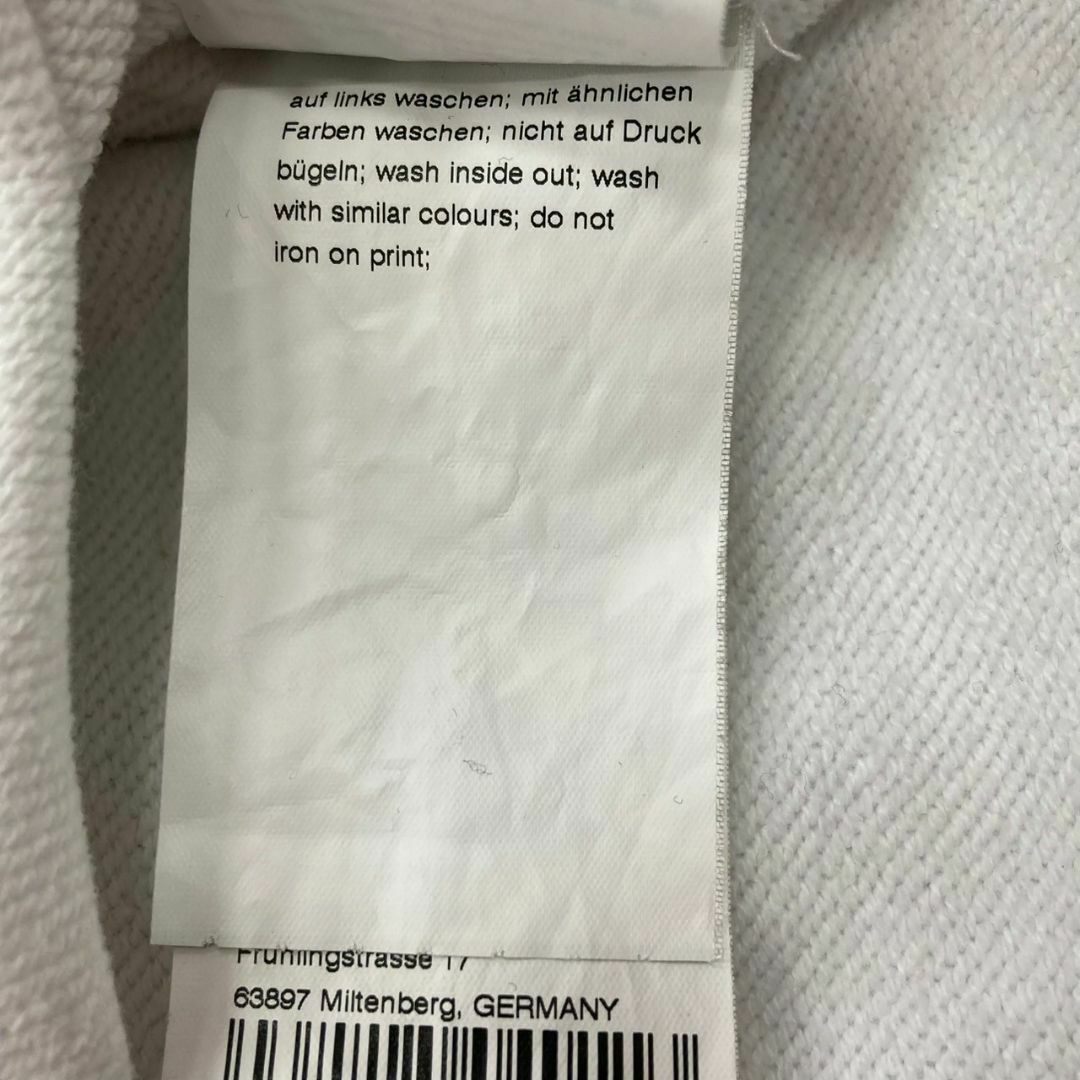 auf links waschen; mit ähnlichen
Farben waschen; nicht auf Druck
bügeln; wash inside out; wash
with similar colours; do not
iron on print;
Frühlingstrasse 17
63897 Miltenberg, GERMANY